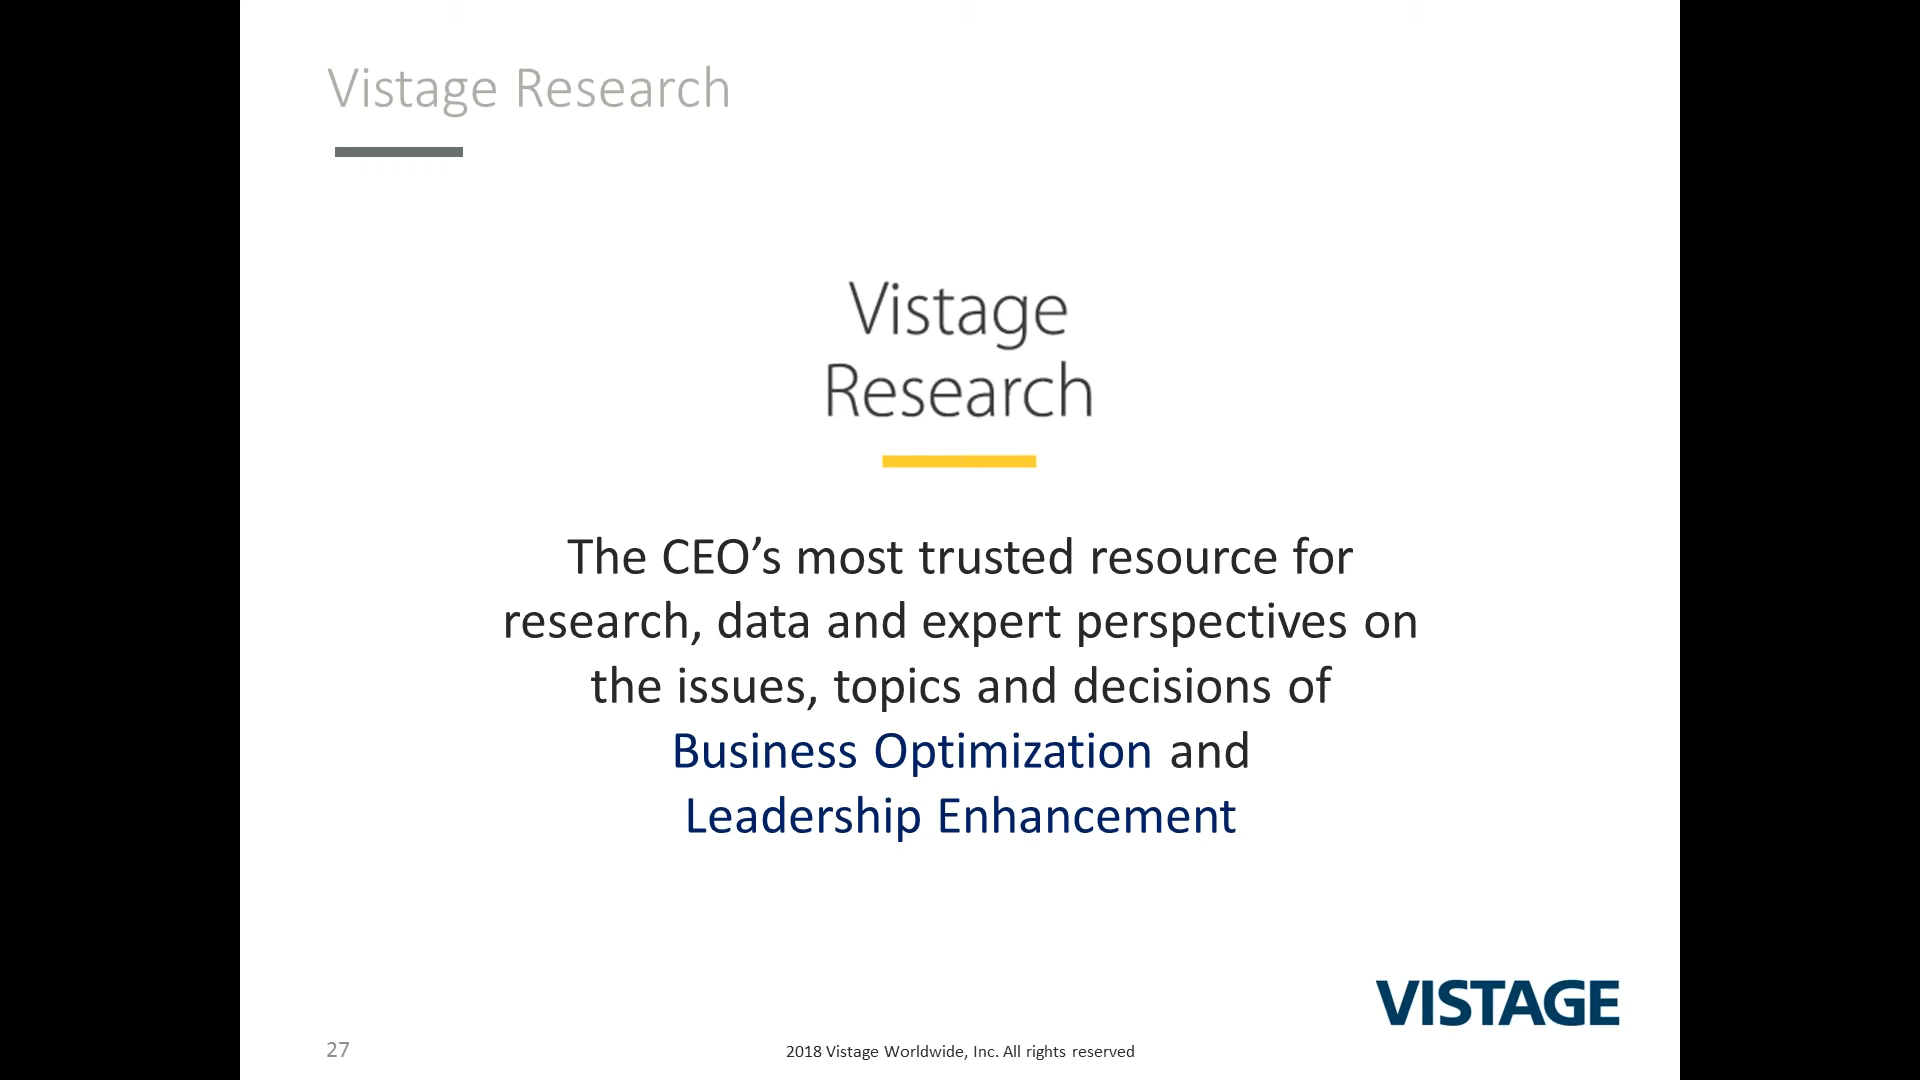 Vistage Research
Vistage
Research
The CEO’s most trusted resource for
research, data and expert perspectives on
the issues, topics and decisions of
Business Optimization and
Leadership Enhancement
VISTAGE
27
2018 Vistage Worldwide, Inc. All rights reserved